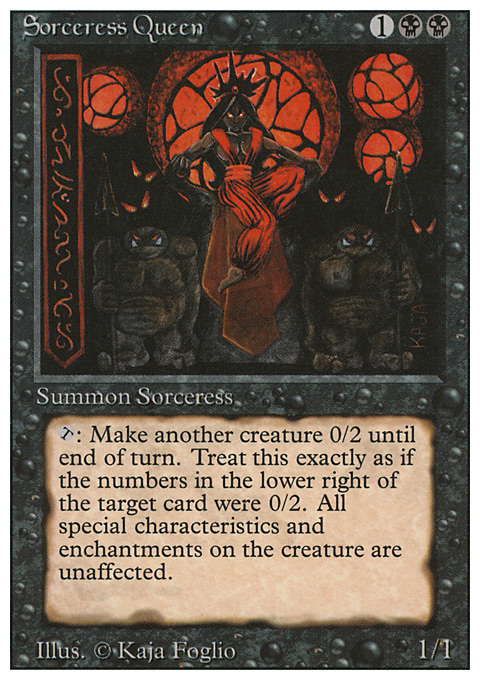 Sorceress Queen 1
KAJA
Summon Sorceress
: Make another creature 0/2 until
end of turn. Treat this exactly as if
the numbers in the lower right of
the target card were 0/2. All
special characteristics and
enchantments on the creature are
unaffected.
Illus. © Kaja Foglio 1/1